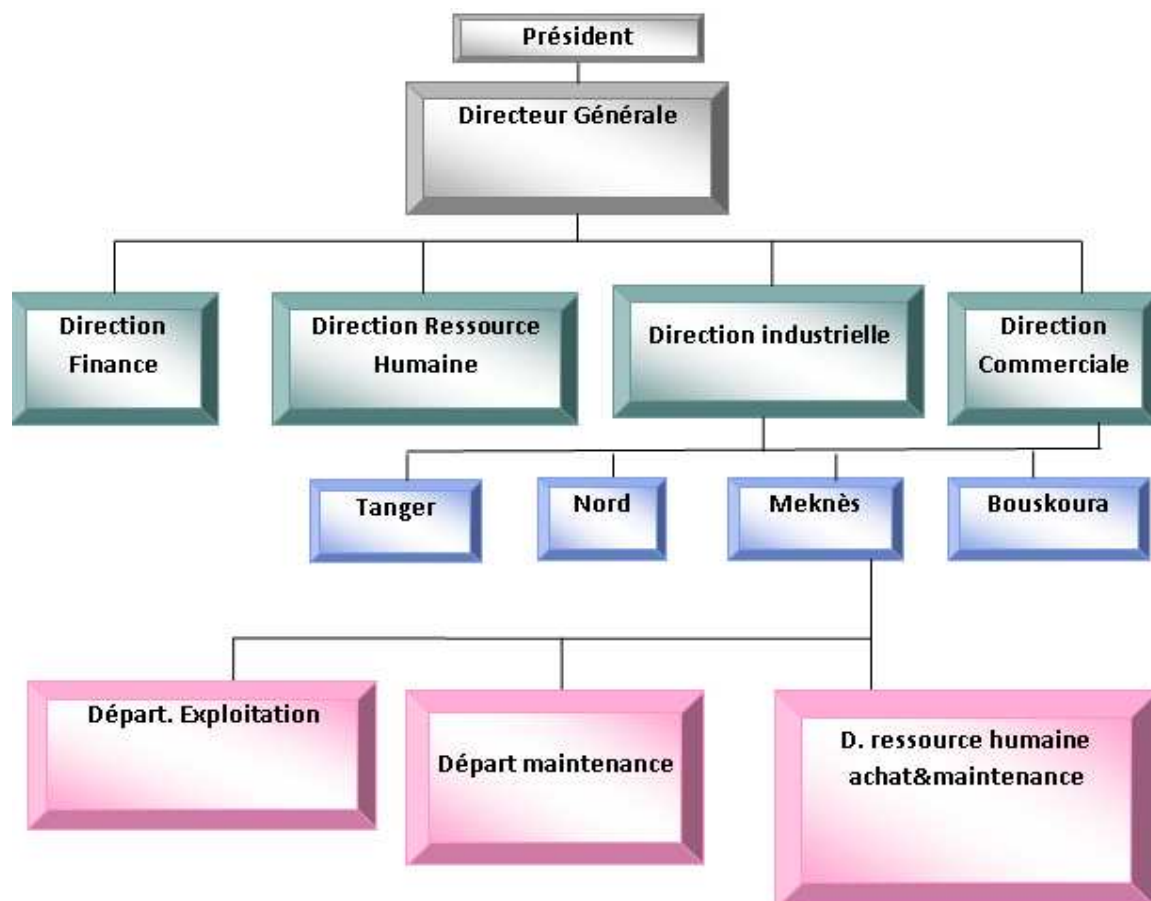 Président
Directeur Générale
Direction
Finance
Direction Ressource
Humaine
Direction industrielle
Direction
Commerciale
Tanger
Nord
Meknès
Bouskoura
Départ. Exploitation
Départ maintenance
D. ressource humaine
achat&maintenance